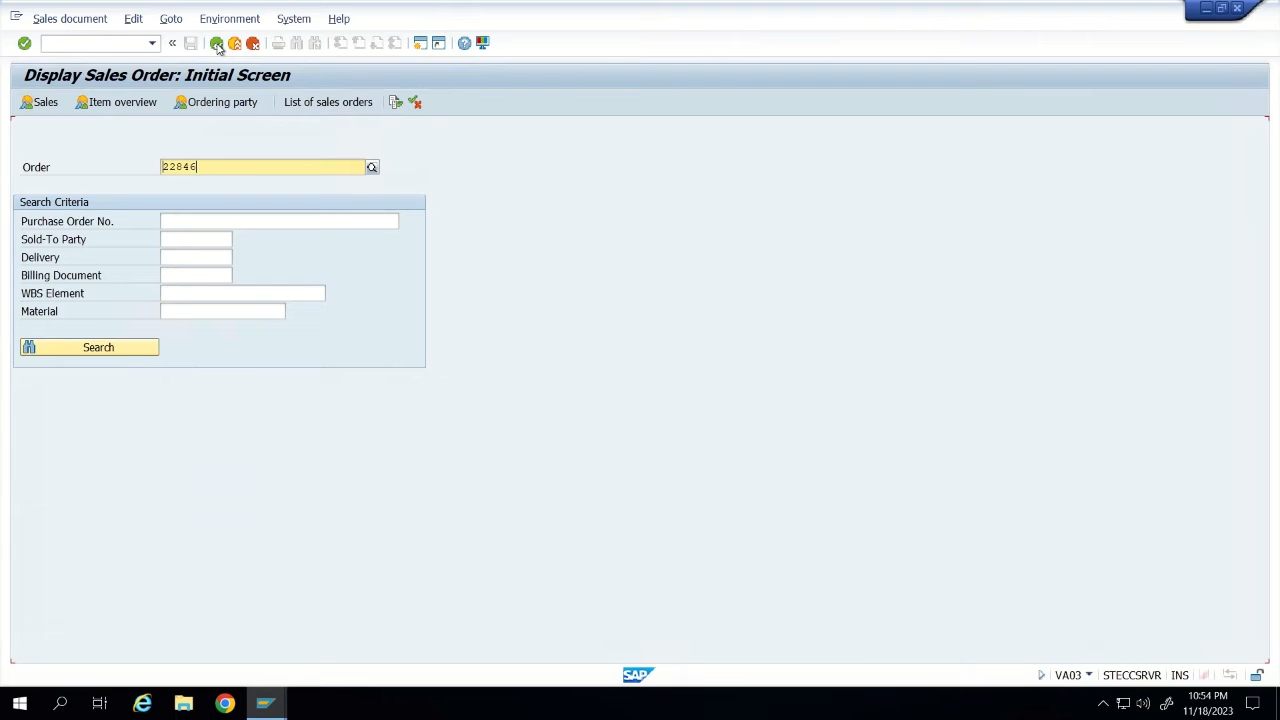 Sales document Edit Goto Environment System Help
Display Sales Order: Initial Screen
Sales Item overview Ordering party List of sales orders
Order 22846
Search Criteria
Purchase Order No.
Sold-To Party
Delivery
Billing Document
WBS Element
Material
Search
SAP VA03 STECCSRVR INS
10:54 PM
11/18/2023